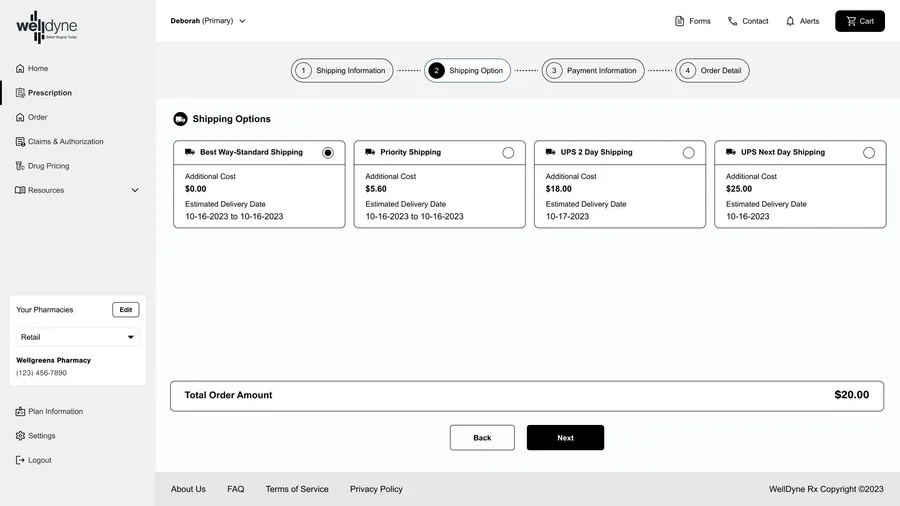 welldyne
Better Begins Today
Deborah (Primary)
Forms
Contact
Alerts
Cart
Home
Prescription
Order
Claims & Authorization
Drug Pricing
Resources
1 Shipping Information
2 Shipping Option
3 Payment Information
4 Order Detail
Shipping Options
Best Way-Standard Shipping
Additional Cost
$0.00
Estimated Delivery Date
10-16-2023 to 10-16-2023
Priority Shipping
Additional Cost
$5.60
Estimated Delivery Date
10-16-2023 to 10-16-2023
UPS 2 Day Shipping
Additional Cost
$18.00
Estimated Delivery Date
10-17-2023
UPS Next Day Shipping
Additional Cost
$25.00
Estimated Delivery Date
10-16-2023
Your Pharmacies
Edit
Retail
Wellgreens Pharmacy
(123) 456-7890
Plan Information
Settings
Logout
Total Order Amount
$20.00
Back
Next
About Us
FAQ
Terms of Service
Privacy Policy
WellDyne Rx Copyright ©2023